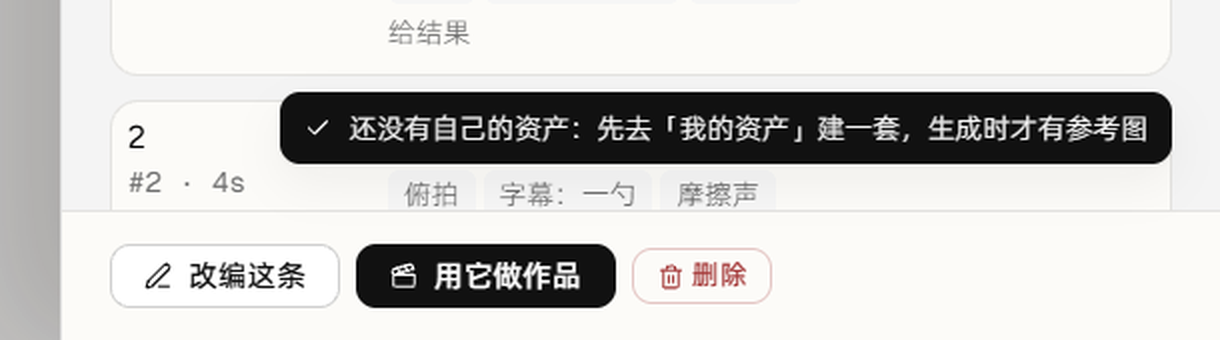 给结果
2
还没有自己的资产：先去「我的资产」建一套，生成时才有参考图
#2 · 4s
俯拍 字幕：一勺 摩擦声
改编这条 用它做作品 删除